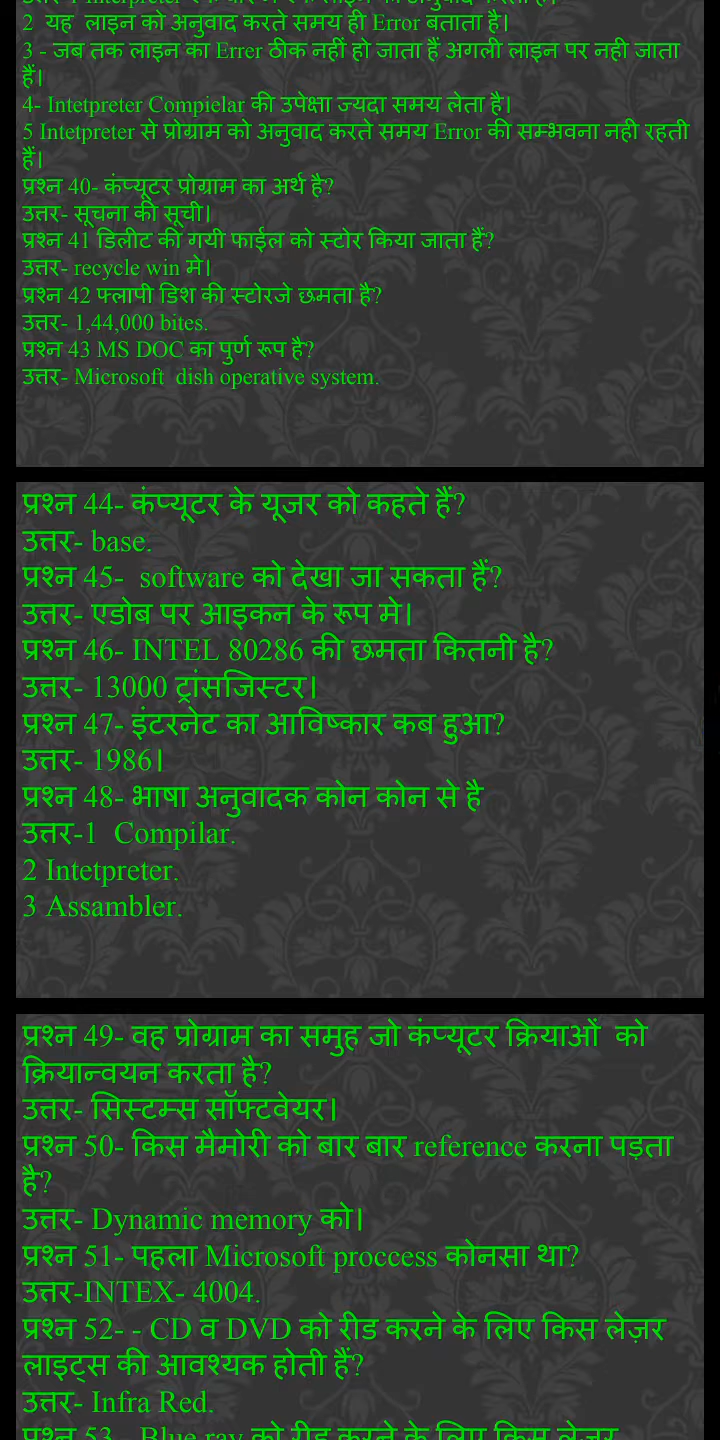 2  यह  लाइन को अनुवाद करते समय ही Error बताता है।
3 - जब तक लाइन का Errer ठीक नहीं हो जाता हैं अगली लाइन पर नही जाता
हैं।
4- Intetpreter Compielar की उपेक्षा ज्यदा समय लेता है।
5 Intetpreter से प्रोग्राम को अनुवाद करते समय Error की सम्भवना नही रहती
हैं।
प्रश्न 40- कंप्यूटर प्रोग्राम का अर्थ है?
उत्तर- सूचना की सूची।
प्रश्न 41 डिलीट की गयी फाईल को स्टोर किया जाता हैं?
उत्तर- recycle win मे।
प्रश्न 42 फ्लापी डिश की स्टोरजे छमता है?
उत्तर- 1,44,000 bites.
प्रश्न 43 MS DOC का पुर्ण रूप है?
उत्तर- Microsoft  dish operative system.
प्रश्न 44- कंप्यूटर के यूजर को कहते हैं?
उत्तर- base.
प्रश्न 45-  software को देखा जा सकता हैं?
उत्तर- एडोब पर आइकन के रूप मे।
प्रश्न 46- INTEL 80286 की छमता कितनी है?
उत्तर- 13000 ट्रांसजिस्टर।
प्रश्न 47- इंटरनेट का आविष्कार कब हुआ?
उत्तर- 1986।
प्रश्न 48- भाषा अनुवादक कोन कोन से है
उत्तर-1  Compilar.
2 Intetpreter.
3 Assambler.
प्रश्न 49- वह प्रोग्राम का समुह जो कंप्यूटर क्रियाओं  को
क्रियान्वयन करता है?
उत्तर- सिस्टम्स सॉफ्टवेयर।
प्रश्न 50- किस मैमोरी को बार बार reference करना पड़ता
है?
उत्तर- Dynamic memory को।
प्रश्न 51- पहला Microsoft proccess कोनसा था?
उत्तर-INTEX- 4004.
प्रश्न 52- - CD व DVD को रीड करने के लिए किस लेज़र
लाइट्स की आवश्यक होती हैं?
उत्तर- Infra Red.
प्रश्न 53 - Blue ray को रीड करने के लिए किस लेजर